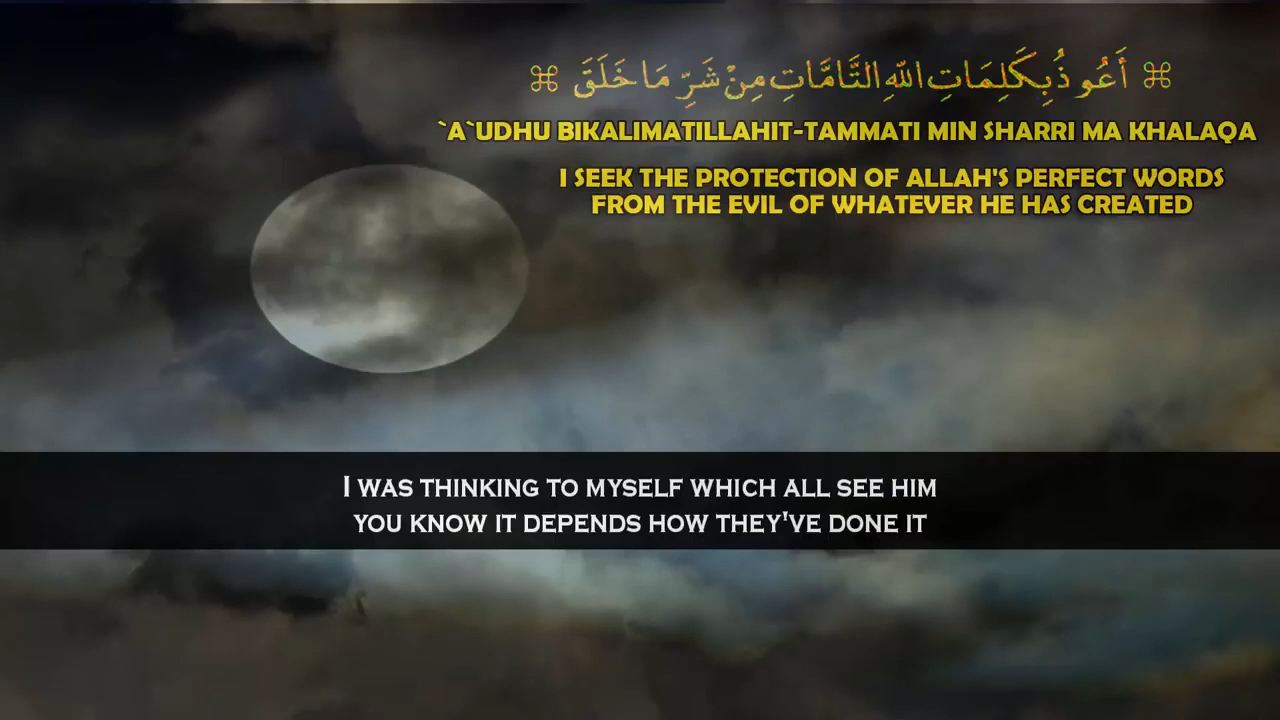 ⌘ أَعُوذُ بِكَلِمَاتِ اللّهِ التَّامَّاتِ مِنْ شَرِّ مَا خَلَقَ ⌘
`A`UDHU BIKALIMATILLAHIT-TAMMATI MIN SHARRI MA KHALAQA
I SEEK THE PROTECTION OF ALLAH'S PERFECT WORDS
FROM THE EVIL OF WHATEVER HE HAS CREATED
I WAS THINKING TO MYSELF WHICH ALL SEE HIM
YOU KNOW IT DEPENDS HOW THEY'VE DONE IT